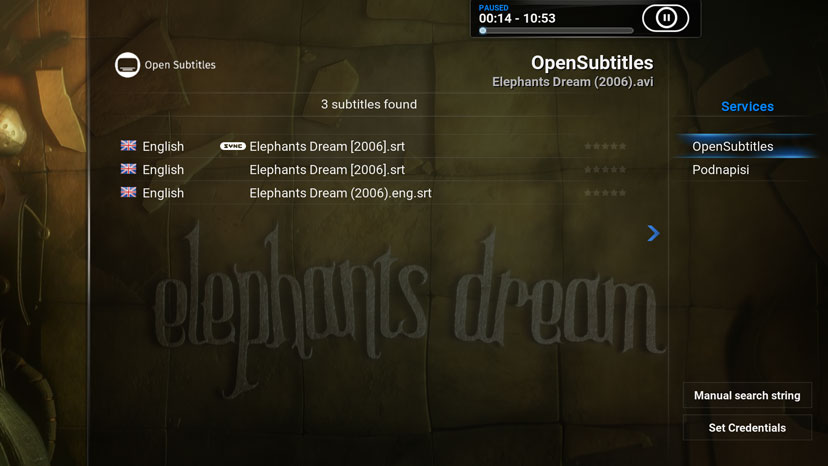 PAUSED
00:14 - 10:53
Open Subtitles
OpenSubtitles
Elephants Dream (2006).avi
3 subtitles found
Services
English SYNC Elephants Dream [2006].srt
OpenSubtitles
English Elephants Dream [2006].srt
Podnapisi
English Elephants Dream (2006).eng.srt
elephants dream
Manual search string
Set Credentials